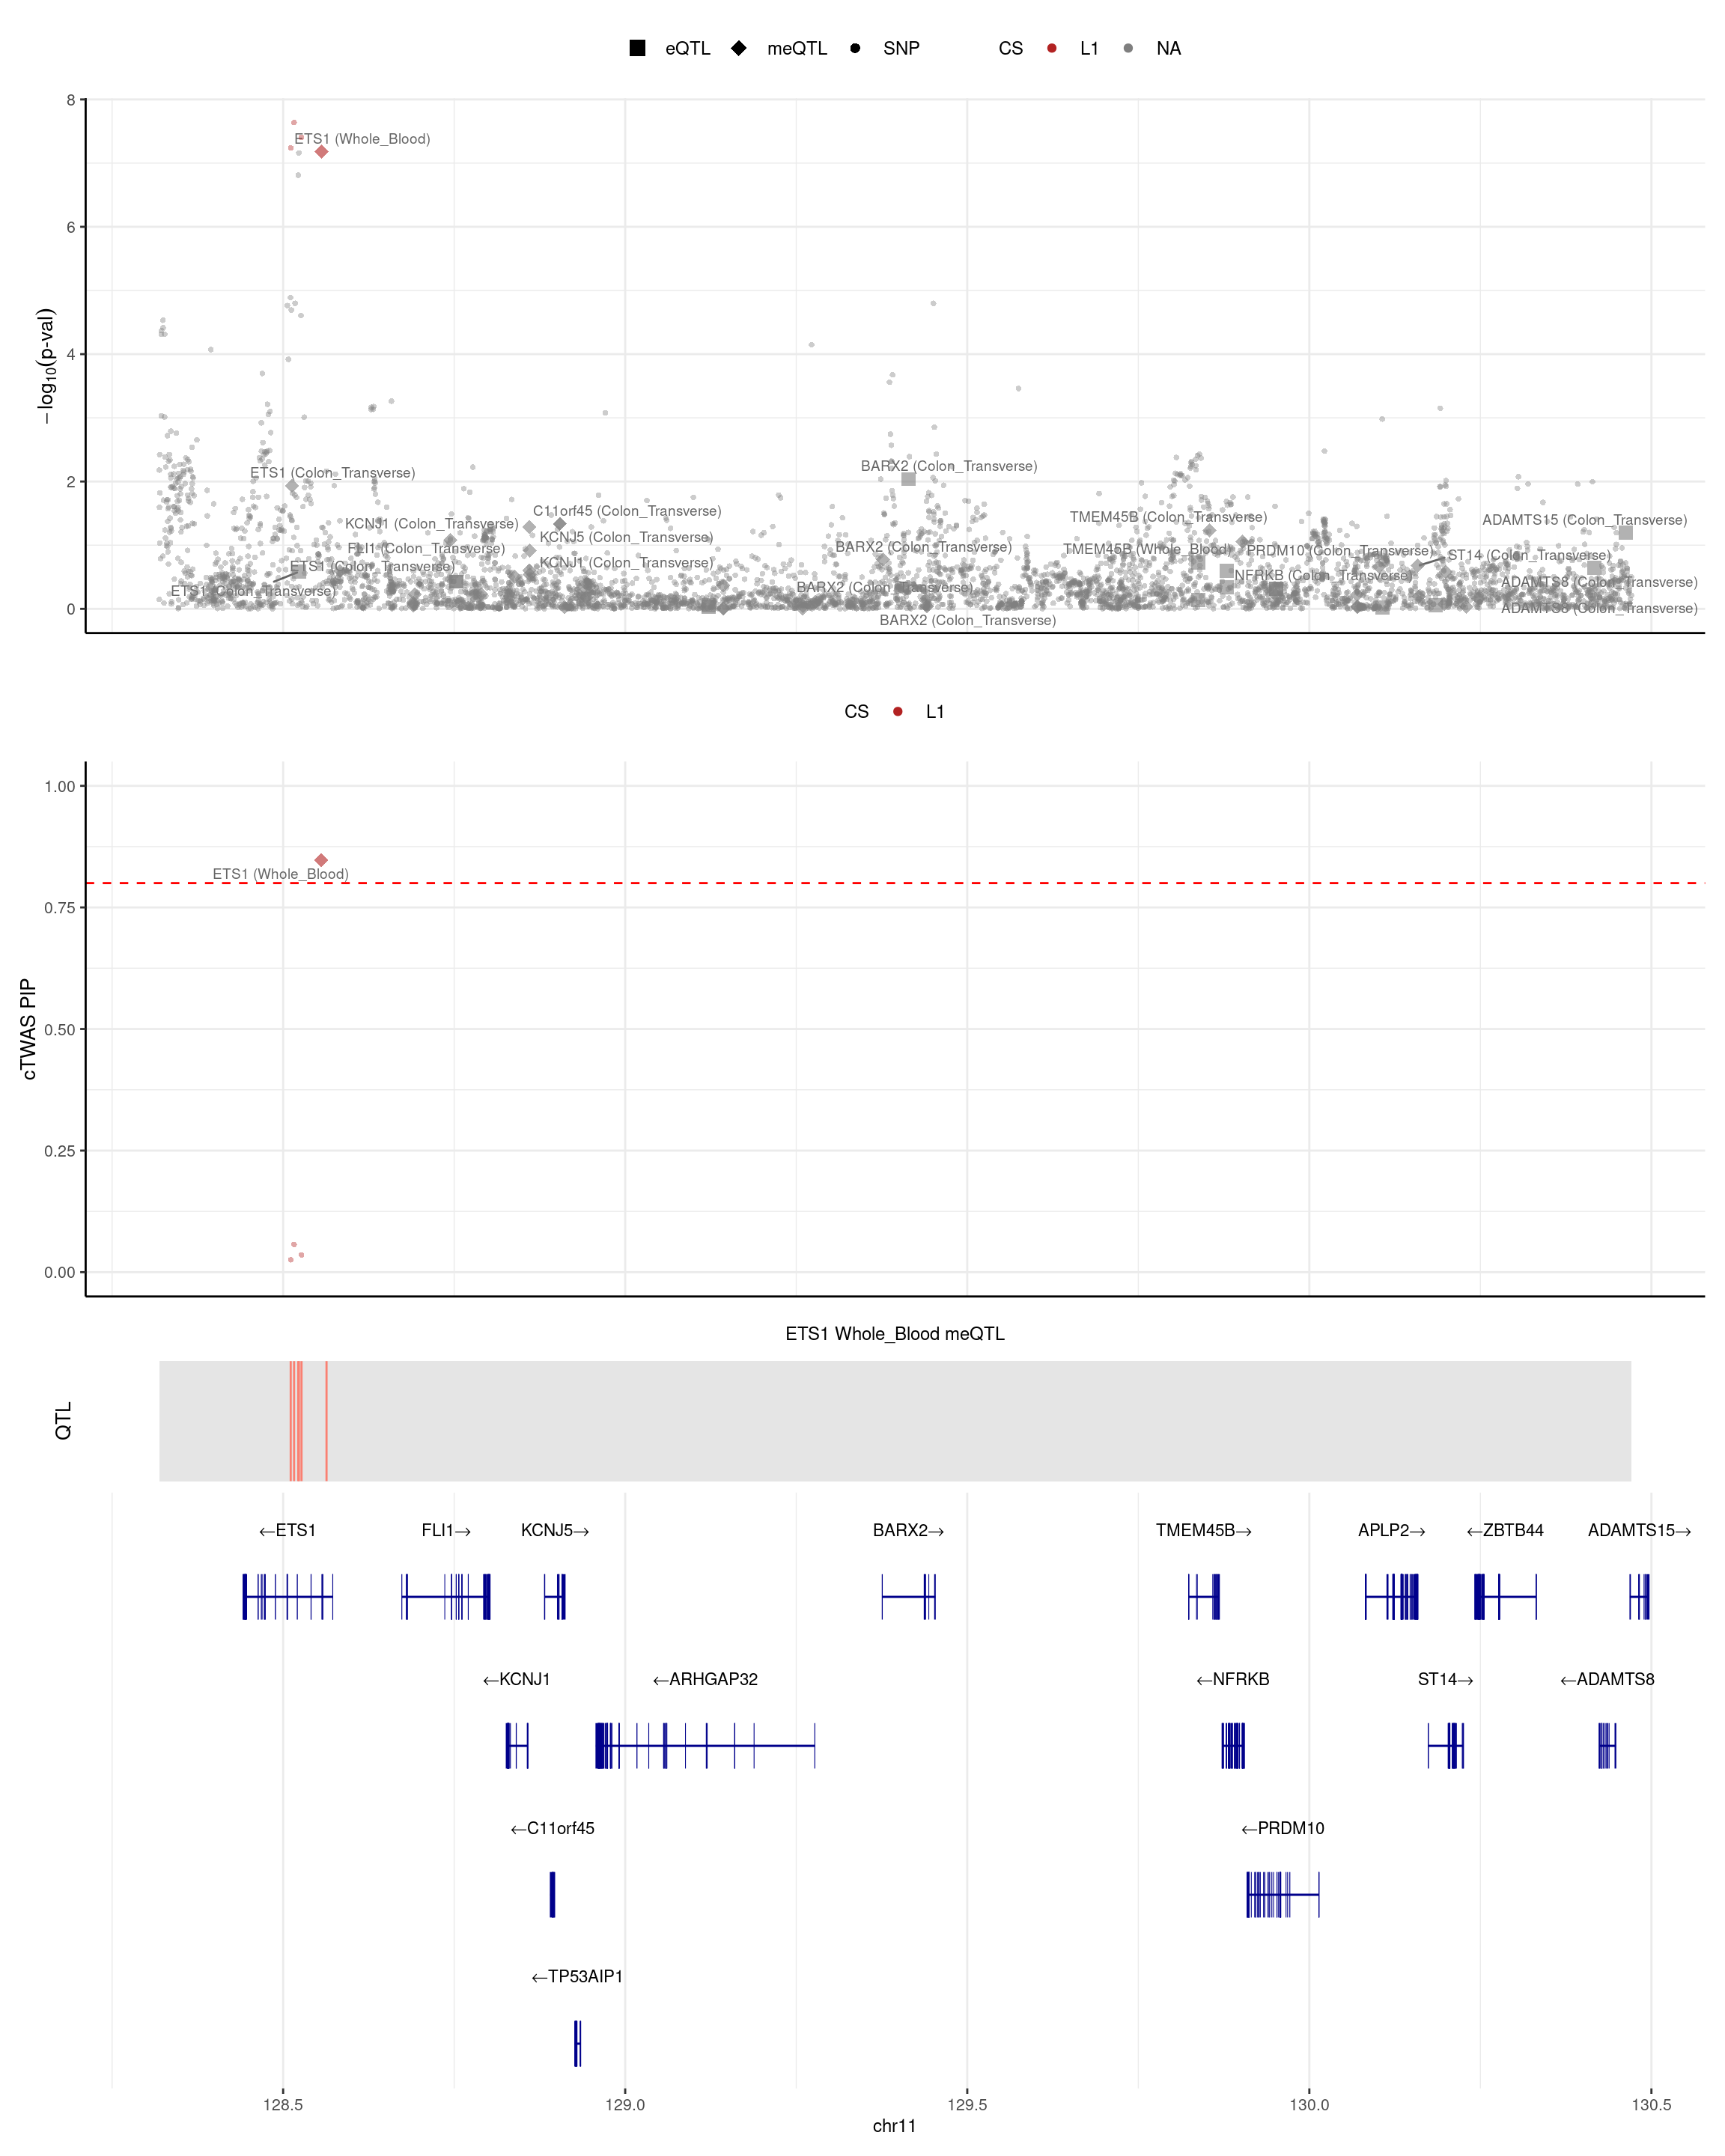 eQTL meQTL SNP CS L1 NA
8
6
4
2
0
−log10(p-val)
ETS1 (Whole_Blood)
ETS1 (Colon_Transverse)
BARX2 (Colon_Transverse)
C11orf45 (Colon_Transverse)
KCNJ1 (Colon_Transverse)
TMEM45B (Colon_Transverse)
ADAMTS15 (Colon_Transverse)
KCNJ5 (Colon_Transverse)
FLI1 (Colon_Transverse)
BARX2 (Colon_Transverse)
TMEM45B (Whole_Blood)
PRDM10 (Colon_Transverse)
ST14 (Colon_Transverse)
ETS1 (Colon_Transverse)
KCNJ1 (Colon_Transverse)
NFRKB (Colon_Transverse)
ADAMTS8 (Colon_Transverse)
ETS1 (Colon_Transverse)
BARX2 (Colon_Transverse)
ADAMTS8 (Colon_Transverse)
BARX2 (Colon_Transverse)
CS L1
1.00
0.75
0.50
0.25
0.00
cTWAS PIP
ETS1 (Whole_Blood)
ETS1 Whole_Blood meQTL
QTL
←ETS1 FLI1→ KCNJ5→ BARX2→ TMEM45B→ APLP2→ ←ZBTB44 ADAMTS15→
←KCNJ1 ←ARHGAP32 ←NFRKB ST14→ ←ADAMTS8
←C11orf45 ←PRDM10
←TP53AIP1
128.5 129.0 129.5 130.0 130.5
chr11